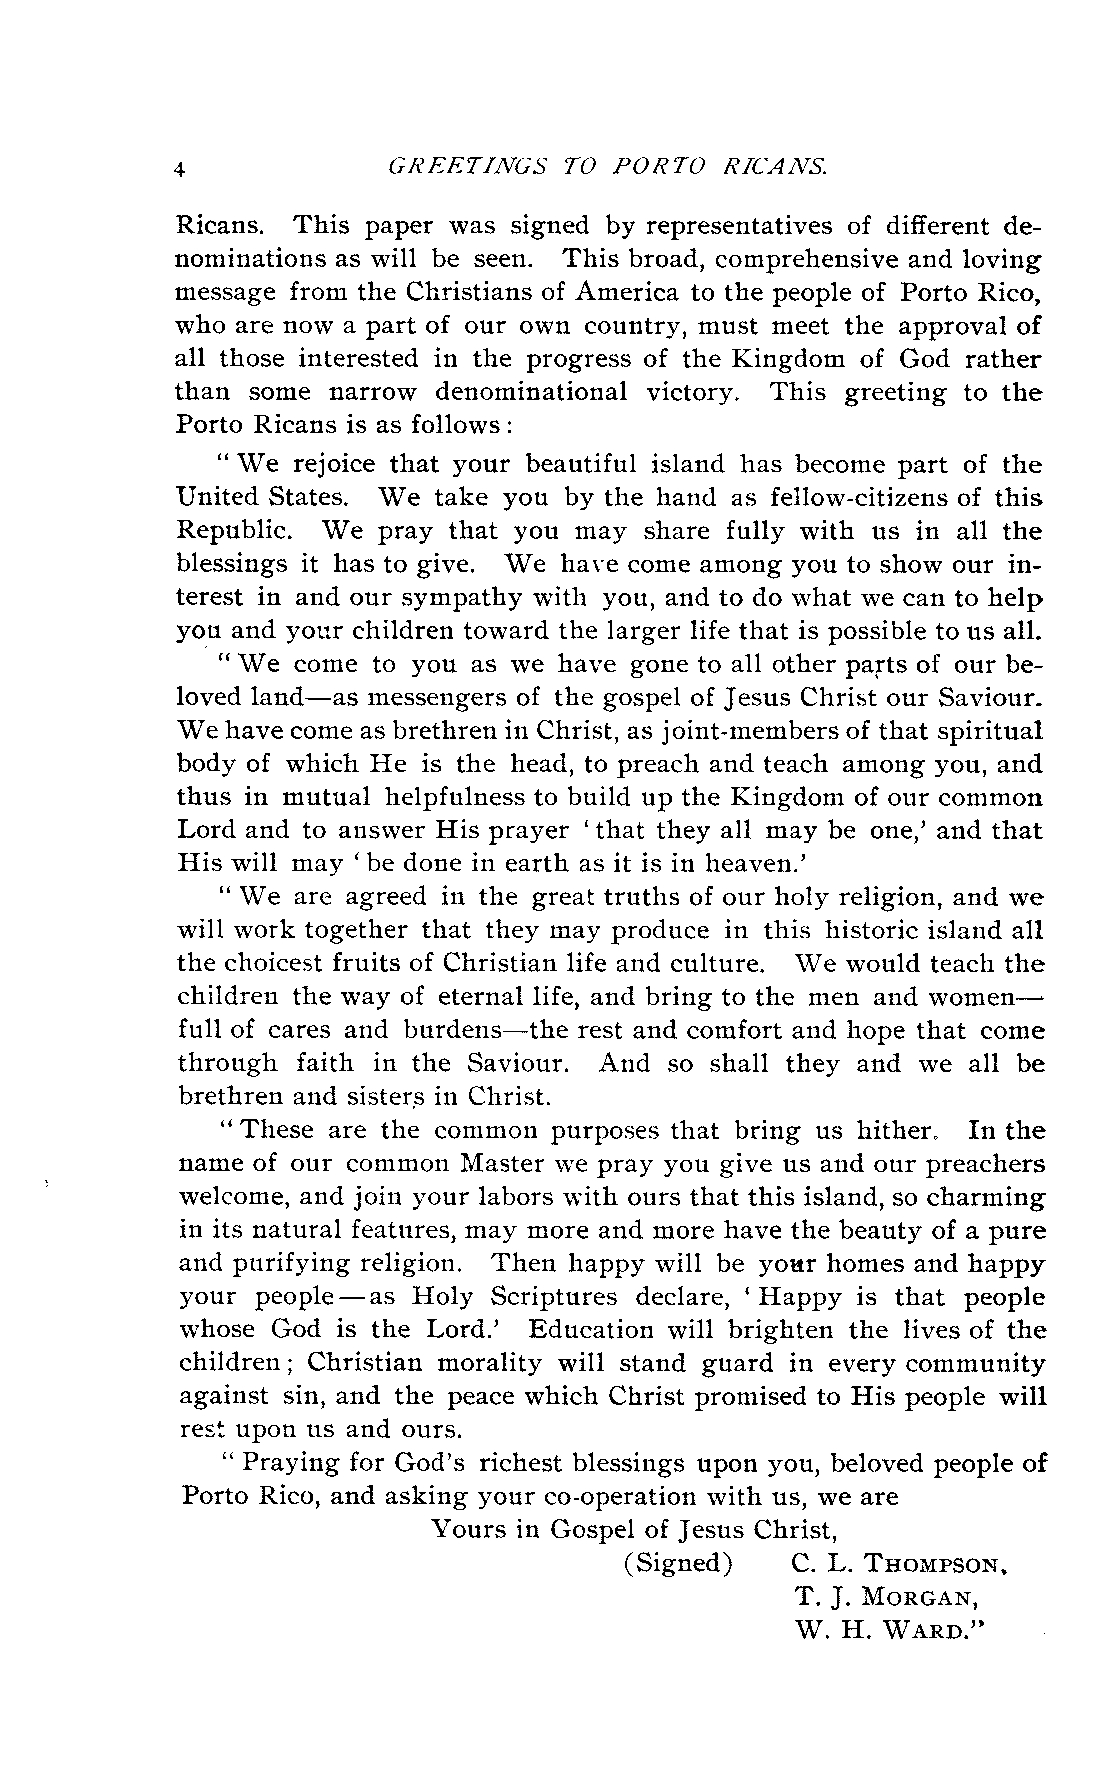 4 GREETINGS TO PORTO RICANS.
Ricans. This paper was signed by representatives of different de-
nominations as will be seen. This broad, comprehensive and loving
message from the Christians of America to the people of Porto Rico,
who are now a part of our own country, must meet the approval of
all those interested in the progress of the Kingdom of God rather
than some narrow denominational victory. This greeting to the
Porto Ricans is as follows:
“We rejoice that your beautiful island has become part of the
United States. We take you by the hand as fellow-citizens of this
Republic. We pray that you may share fully with us in all the
blessings it has to give. We have come among you to show our in-
terest in and our sympathy with you, and to do what we can to help
you and your children toward the larger life that is possible to us all.
“We come to you as we have gone to all other parts of our be-
loved land—as messengers of the gospel of Jesus Christ our Saviour.
We have come as brethren in Christ, as joint-members of that spiritual
body of which He is the head, to preach and teach among you, and
thus in mutual helpfulness to build up the Kingdom of our common
Lord and to answer His prayer ‘that they all may be one,’ and that
His will may ‘be done in earth as it is in heaven.’
“We are agreed in the great truths of our holy religion, and we
will work together that they may produce in this historic island all
the choicest fruits of Christian life and culture. We would teach the
children the way of eternal life, and bring to the men and women—
full of cares and burdens—the rest and comfort and hope that come
through faith in the Saviour. And so shall they and we all be
brethren and sisters in Christ.
“These are the common purposes that bring us hither. In the
name of our common Master we pray you give us and our preachers
welcome, and join your labors with ours that this island, so charming
in its natural features, may more and more have the beauty of a pure
and purifying religion. Then happy will be your homes and happy
your people—as Holy Scriptures declare, ‘Happy is that people
whose God is the Lord.’ Education will brighten the lives of the
children; Christian morality will stand guard in every community
against sin, and the peace which Christ promised to His people will
rest upon us and ours.
“Praying for God’s richest blessings upon you, beloved people of
Porto Rico, and asking your co-operation with us, we are
Yours in Gospel of Jesus Christ,
(Signed) C. L. THOMPSON,
T. J. MORGAN,
W. H. WARD.”